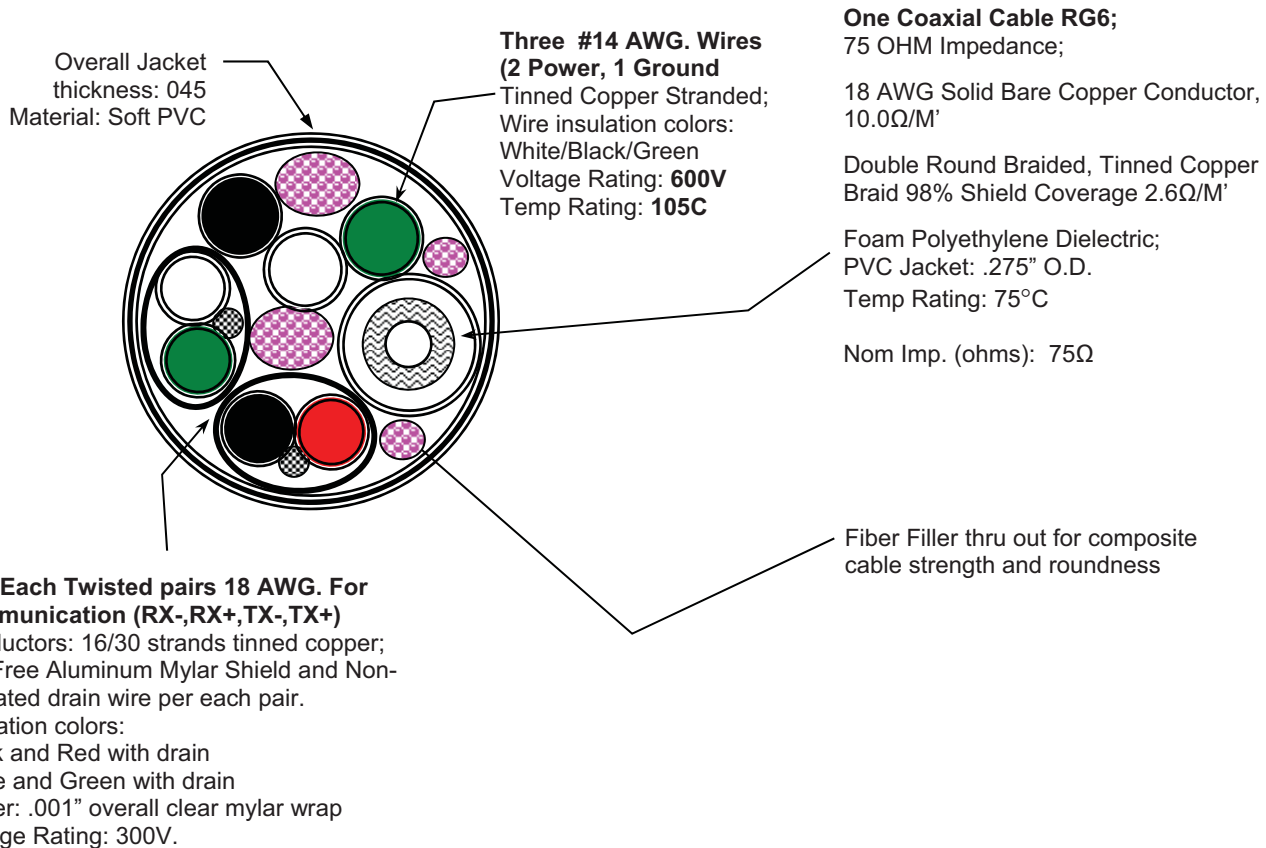 Overall Jacket
thickness: 045
Material: Soft PVC
Three #14 AWG. Wires
(2 Power, 1 Ground
Tinned Copper Stranded;
Wire insulation colors:
White/Black/Green
Voltage Rating: 600V
Temp Rating: 105C
One Coaxial Cable RG6;
75 OHM Impedance;
18 AWG Solid Bare Copper Conductor,
10.0Ω/M’
Double Round Braided, Tinned Copper
Braid 98% Shield Coverage 2.6Ω/M’
Foam Polyethylene Dielectric;
PVC Jacket: .275” O.D.
Temp Rating: 75°C
Nom Imp. (ohms): 75Ω
Fiber Filler thru out for composite
cable strength and roundness
Each Twisted pairs 18 AWG. For
munication (RX-,RX+,TX-,TX+)
uctors: 16/30 strands tinned copper;
Free Aluminum Mylar Shield and Non-
ated drain wire per each pair.
ation colors:
k and Red with drain
e and Green with drain
er: .001” overall clear mylar wrap
ge Rating: 300V.